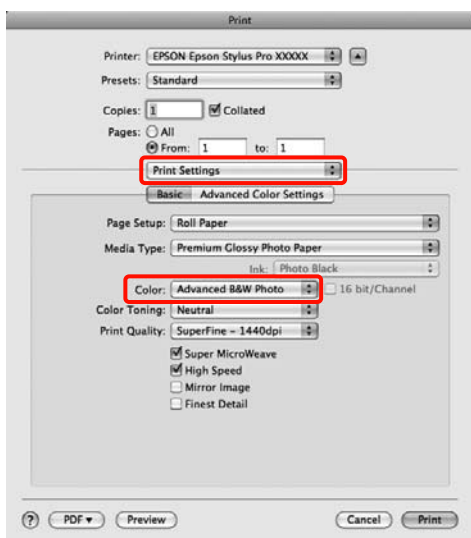 Print
Printer: EPSON Epson Stylus Pro XXXXX
Presets: Standard
Copies: 1 Collated
Pages: All
From: 1 to: 1
Print Settings
Basic Advanced Color Settings
Page Setup: Roll Paper
Media Type: Premium Glossy Photo Paper
Ink: Photo Black
Color: Advanced B&W Photo 16 bit/Channel
Color Toning: Neutral
Print Quality: SuperFine - 1440dpi
Super MicroWeave
High Speed
Mirror Image
Finest Detail
? PDF Preview Cancel Print